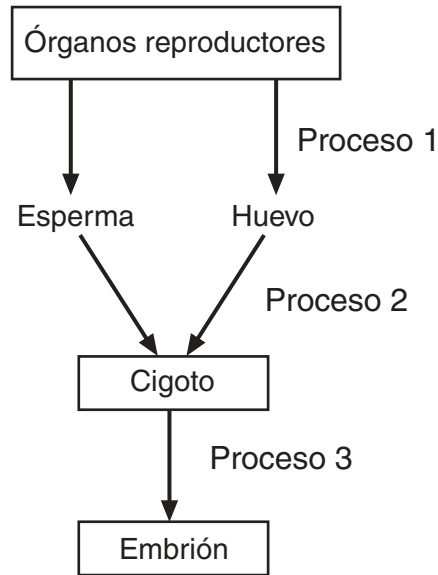 Órganos reproductores
Proceso 1
Esperma
Huevo
Proceso 2
Cigoto
Proceso 3
Embrión